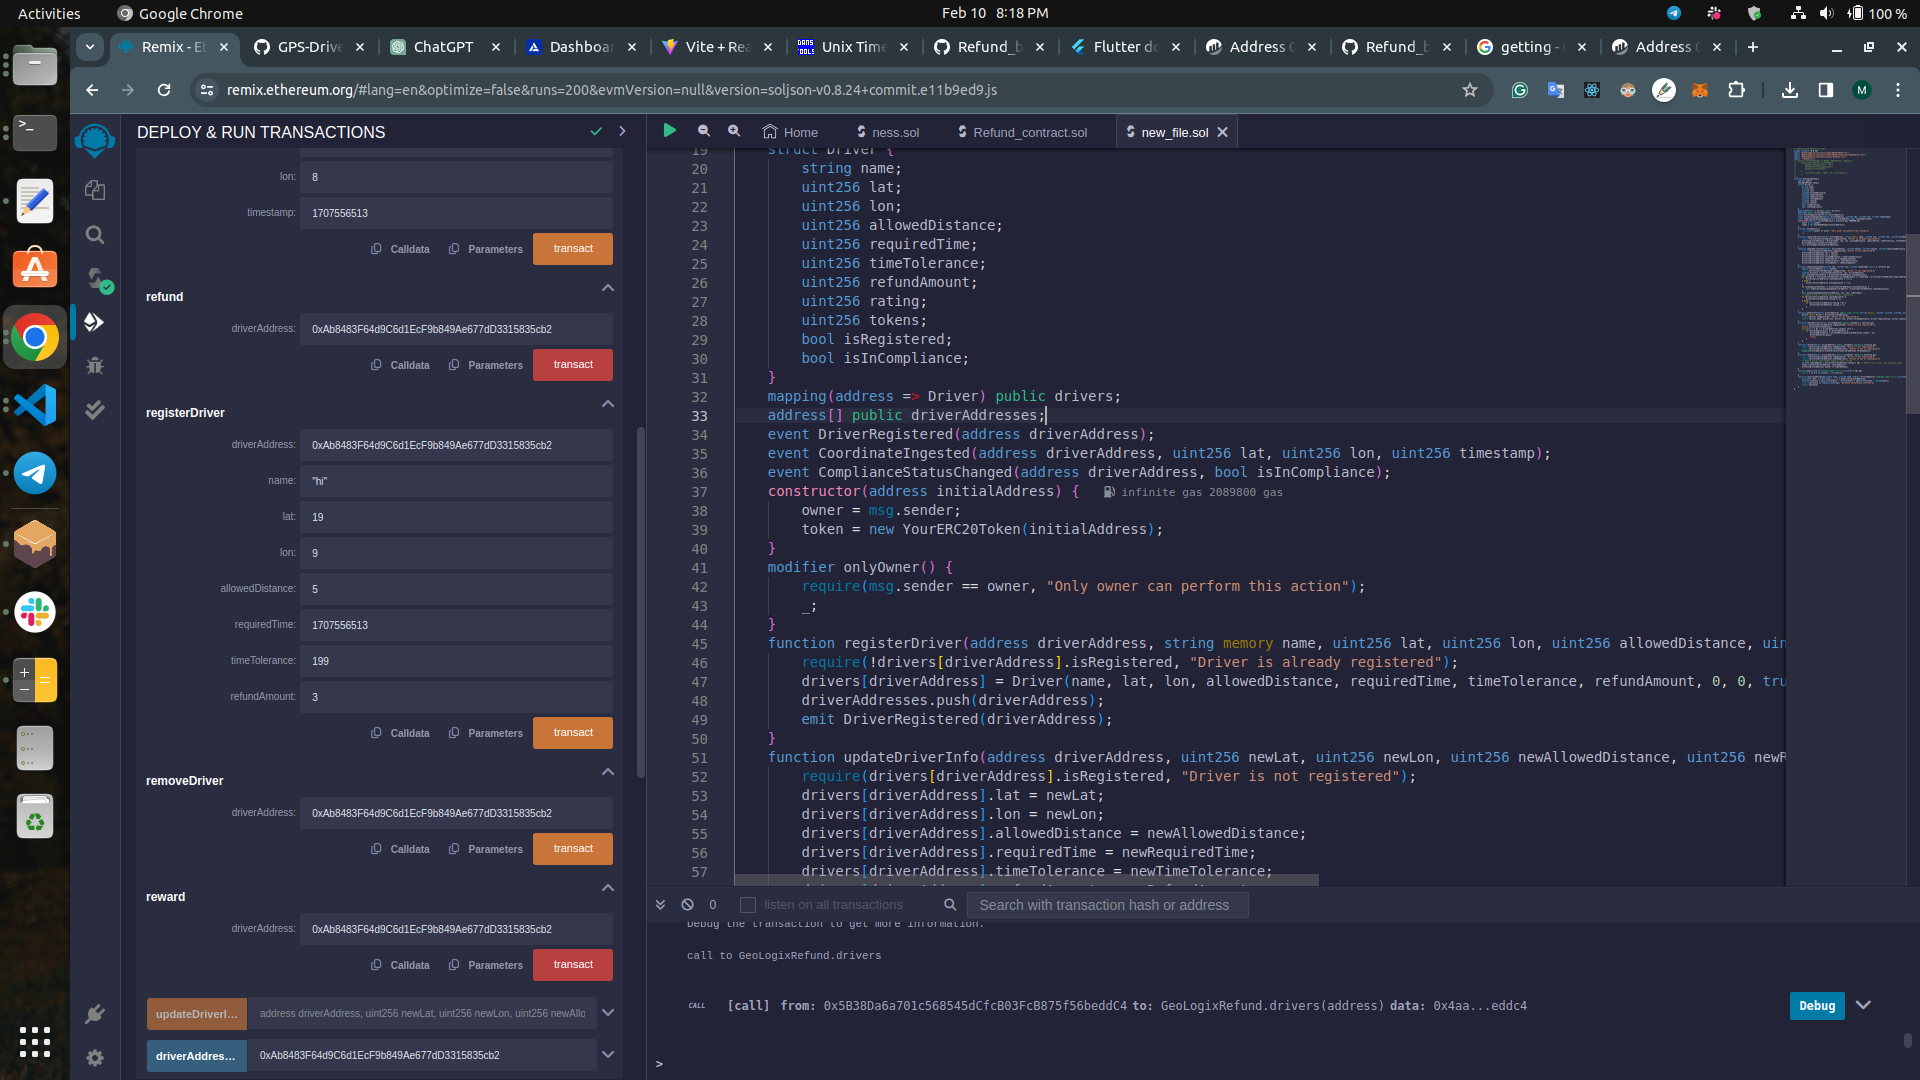 Activities
Google Chrome
Feb 10 8:18 PM
100 %
Remix - Et
GPS-Drive
ChatGPT
Dashboar
Vite + Rea
Unix Time
Refund_b
Flutter do
Address C
Refund_b
getting -
Address C
remix.ethereum.org/#lang=en&optimize=false&runs=200&evmVersion=null&version=soljson-v0.8.24+commit.e11b9ed9.js
M
DEPLOY & RUN TRANSACTIONS
lon:
8
timestamp:
1707556513
Calldata
Parameters
transact
refund
driverAddress:
0xAb8483F64d9C6d1EcF9b849Ae677dD3315835cb2
Calldata
Parameters
transact
registerDriver
driverAddress:
0xAb8483F64d9C6d1EcF9b849Ae677dD3315835cb2
name:
"hi"
lat:
19
lon:
9
allowedDistance:
5
requiredTime:
1707556513
timeTolerance:
199
refundAmount:
3
Calldata
Parameters
transact
removeDriver
driverAddress:
0xAb8483F64d9C6d1EcF9b849Ae677dD3315835cb2
Calldata
Parameters
transact
reward
driverAddress:
0xAb8483F64d9C6d1EcF9b849Ae677dD3315835cb2
Calldata
Parameters
transact
updateDriverI...
address driverAddress, uint256 newLat, uint256 newLon, uint256 newAllo
driverAddres...
0xAb8483F64d9C6d1EcF9b849Ae677dD3315835cb2
Home
ness.sol
Refund_contract.sol
new_file.sol
19 struct Driver {
20 string name;
21 uint256 lat;
22 uint256 lon;
23 uint256 allowedDistance;
24 uint256 requiredTime;
25 uint256 timeTolerance;
26 uint256 refundAmount;
27 uint256 rating;
28 uint256 tokens;
29 bool isRegistered;
30 bool isInCompliance;
31 }
32 mapping(address => Driver) public drivers;
33 address[] public driverAddresses;
34 event DriverRegistered(address driverAddress);
35 event CoordinateIngested(address driverAddress, uint256 lat, uint256 lon, uint256 timestamp);
36 event ComplianceStatusChanged(address driverAddress, bool isInCompliance);
37 constructor(address initialAddress) { infinite gas 2089800 gas
38 owner = msg.sender;
39 token = new YourERC20Token(initialAddress);
40 }
41 modifier onlyOwner() {
42 require(msg.sender == owner, "Only owner can perform this action");
43 _;
44 }
45 function registerDriver(address driverAddress, string memory name, uint256 lat, uint256 lon, uint256 allowedDistance, uin
46 require(!drivers[driverAddress].isRegistered, "Driver is already registered");
47 drivers[driverAddress] = Driver(name, lat, lon, allowedDistance, requiredTime, timeTolerance, refundAmount, 0, 0, tru
48 driverAddresses.push(driverAddress);
49 emit DriverRegistered(driverAddress);
50 }
51 function updateDriverInfo(address driverAddress, uint256 newLat, uint256 newLon, uint256 newAllowedDistance, uint256 newR
52 require(drivers[driverAddress].isRegistered, "Driver is not registered");
53 drivers[driverAddress].lat = newLat;
54 drivers[driverAddress].lon = newLon;
55 drivers[driverAddress].allowedDistance = newAllowedDistance;
56 drivers[driverAddress].requiredTime = newRequiredTime;
57 drivers[driverAddress].timeTolerance = newTimeTolerance;
0
listen on all transactions
Search with transaction hash or address
Debug the transaction to get more information.
call to GeoLogixRefund.drivers
CALL
[call] from: 0x5B38Da6a701c568545dCfcB03FcB875f56beddC4 to: GeoLogixRefund.drivers(address) data: 0x4aa...eddc4
Debug
>